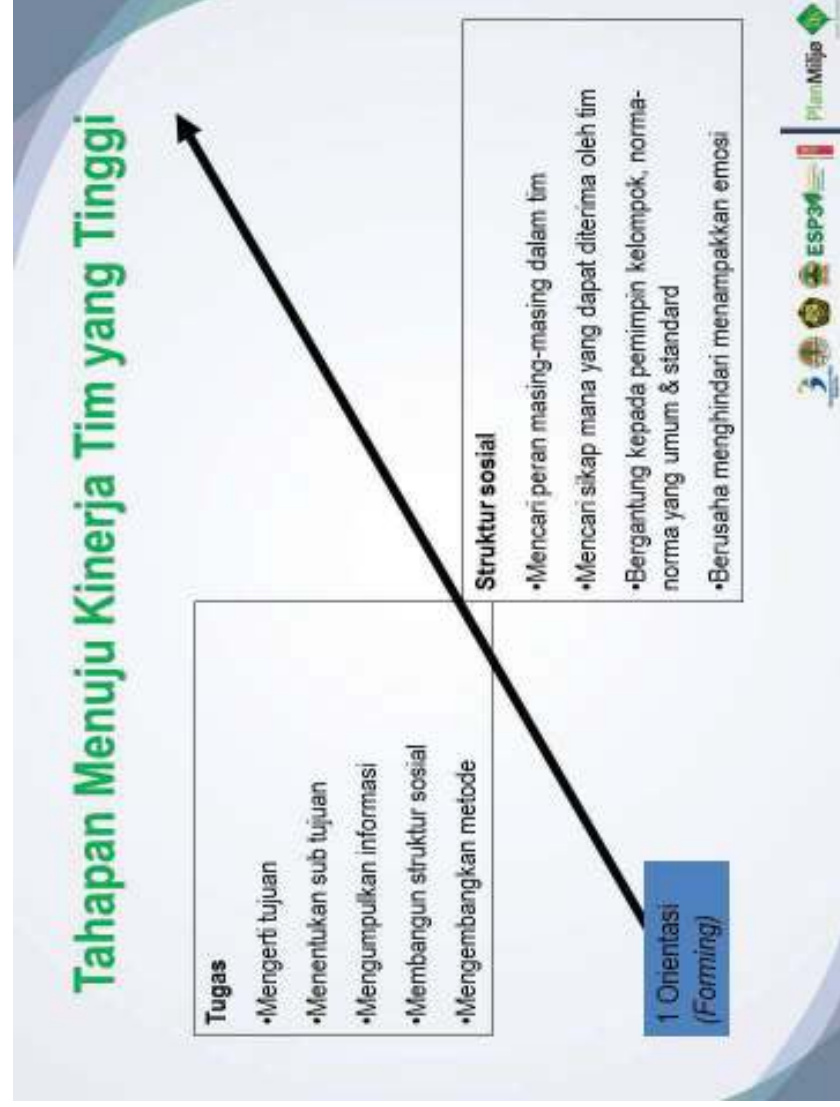 Tahapan Menuju Kinerja Tim yang Tinggi
Tugas
•Mengerti tujuan
•Menentukan sub tujuan
•Mengumpulkan informasi
•Membangun struktur sosial
•Mengembangkan metode
Struktur sosial
•Mencari peran masing-masing dalam tim
•Mencari sikap mana yang dapat diterima oleh tim
•Bergantung kepada pemimpin kelompok, norma-
norma yang umum & standard
•Berusaha menghindari menampakkan emosi
1 Orientasi
(Forming)
ESP3
PlanMiljø